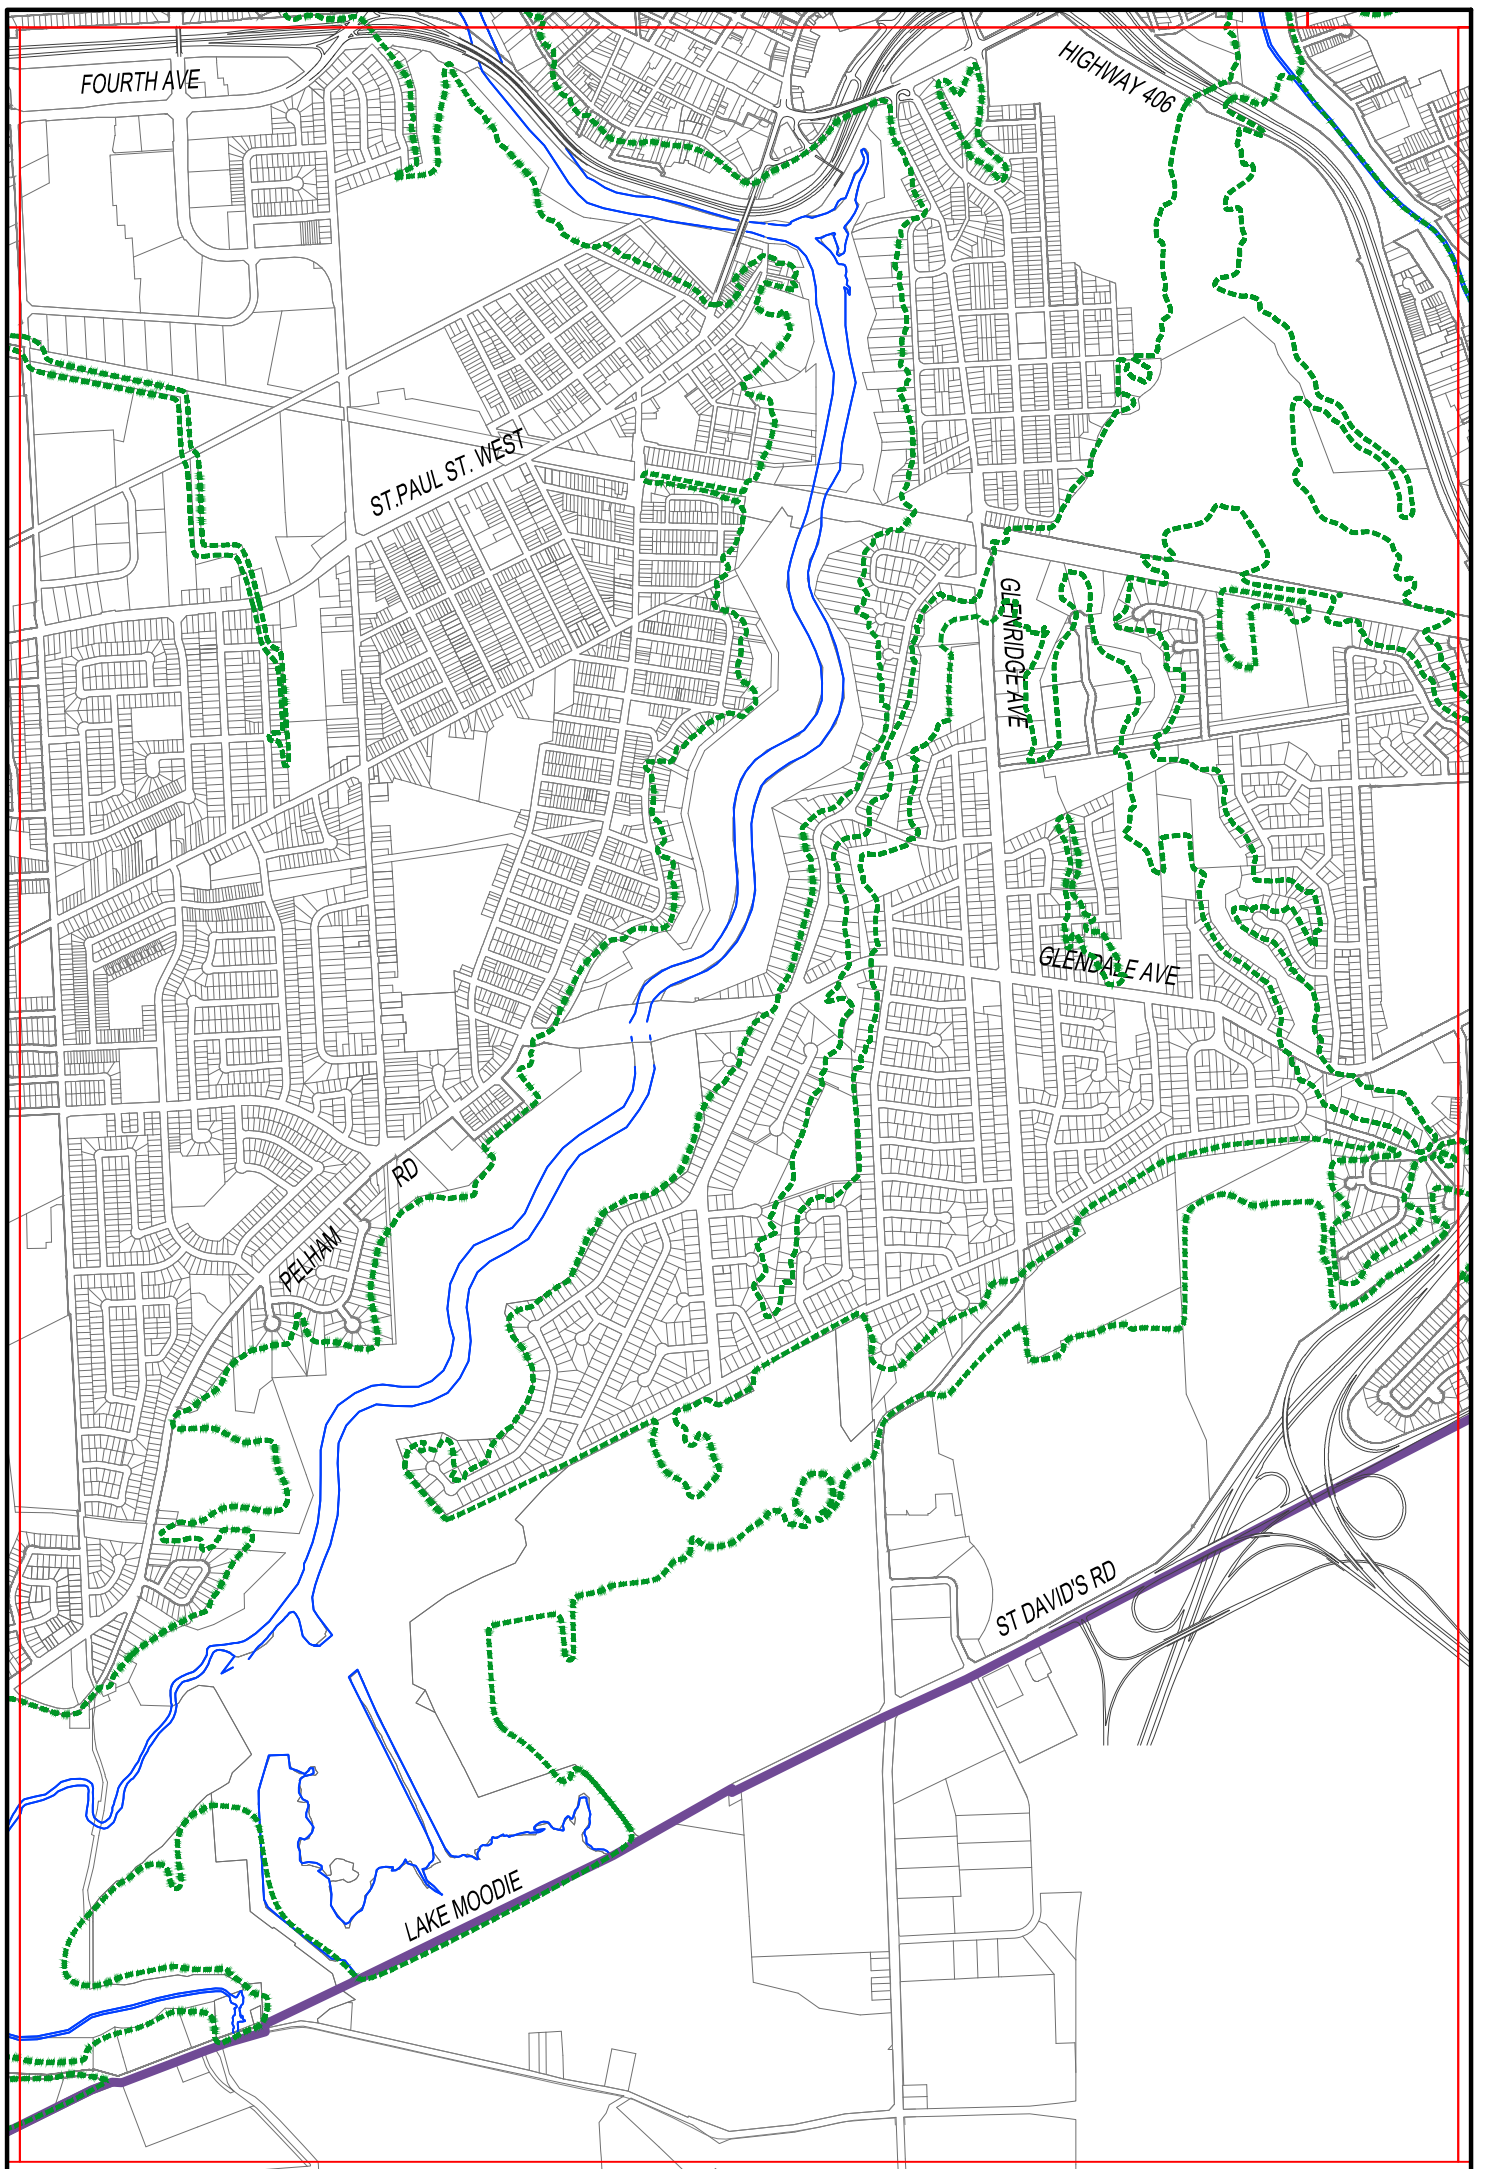 FOURTH AVE
HIGHWAY 406
ST.PAUL ST. WEST
GLENRIDGE AVE
GLENDALE AVE
PELHAM RD
ST DAVID'S RD
LAKE MOODIE